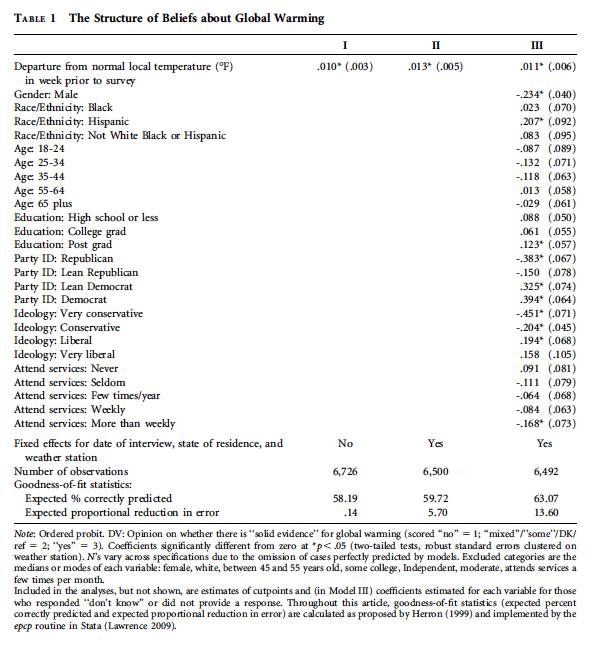 TABLE 1 The Structure of Beliefs about Global Warming
I II III
Departure from normal local temperature (°F) .010* (.003) .013* (.005) .011* (.006)
in week prior to survey
Gender: Male -.234* (.040)
Race/Ethnicity: Black .023 (.070)
Race/Ethnicity: Hispanic .207* (.092)
Race/Ethnicity: Not White Black or Hispanic .083 (.095)
Age: 18-24 -.087 (.089)
Age: 25-34 -.132 (.071)
Age: 35-44 -.118 (.063)
Age: 55-64 .013 (.058)
Age: 65 plus -.029 (.061)
Education: High school or less .088 (.050)
Education: College grad .061 (.055)
Education: Post grad .123* (.057)
Party ID: Republican -.383* (.067)
Party ID: Lean Republican -.150 (.078)
Party ID: Lean Democrat .325* (.074)
Party ID: Democrat .394* (.064)
Ideology: Very conservative -.451* (.071)
Ideology: Conservative -.204* (.045)
Ideology: Liberal .194* (.068)
Ideology: Very liberal .158 (.105)
Attend services: Never .091 (.081)
Attend services: Seldom -.111 (.079)
Attend services: Few times/year -.064 (.068)
Attend services: Weekly -.084 (.063)
Attend services: More than weekly -.168* (.073)
Fixed effects for date of interview, state of residence, and No Yes Yes
weather station
Number of observations 6,726 6,500 6,492
Goodness-of-fit statistics:
Expected % correctly predicted 58.19 59.72 63.07
Expected proportional reduction in error .14 5.70 13.60
Note: Ordered probit. DV: Opinion on whether there is "solid evidence" for global warming (scored "no" = 1; "mixed"/"some"/DK/
ref = 2; "yes" = 3). Coefficients significantly different from zero at *p< .05 (two-tailed tests, robust standard errors clustered on
weather station). N's vary across specifications due to the omission of cases perfectly predicted by models. Excluded categories are the
medians or modes of each variable: female, white, between 45 and 55 years old, some college, Independent, moderate, attends services a
few times per month.
Included in the analyses, but not shown, are estimates of cutpoints and (in Model III) coefficients estimated for each variable for those
who responded "don't know" or did not provide a response. Throughout this article, goodness-of-fit statistics (expected percent
correctly predicted and expected proportional reduction in error) are calculated as proposed by Herron (1999) and implemented by the
epcp routine in Stata (Lawrence 2009).